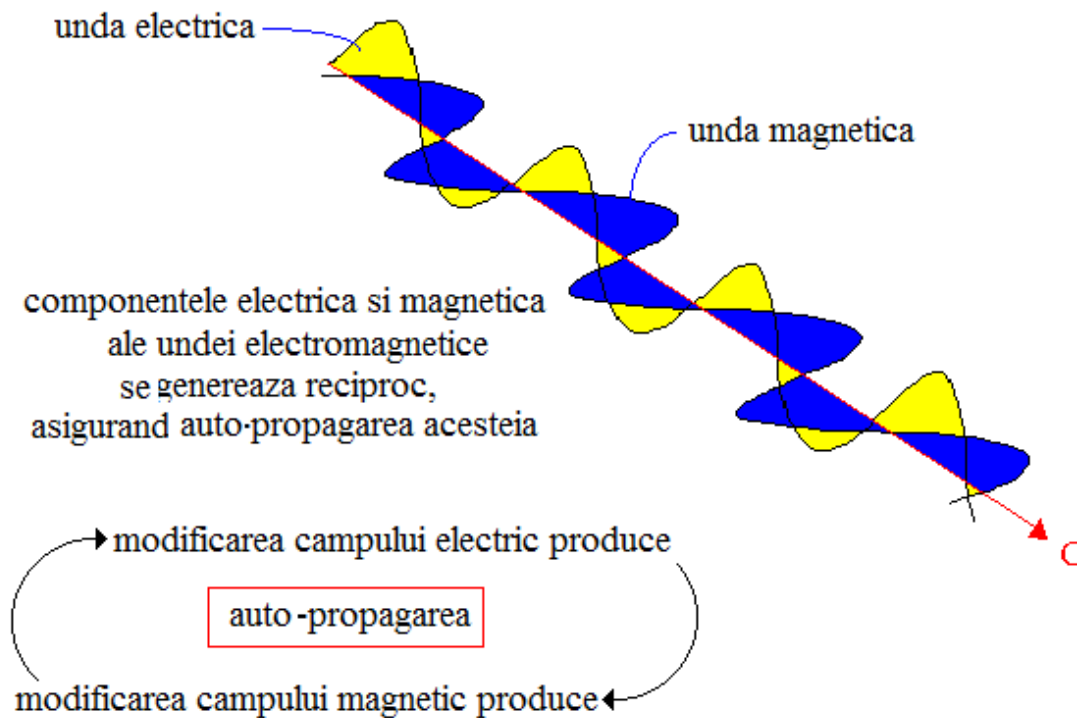 unda electrica
unda magnetica
componentele electrica si magnetica
ale undei electromagnetice
se genereaza reciproc,
asigurand auto-propagarea acesteia
C
modificarea campului electric produce
auto-propagarea
modificarea campului magnetic produce